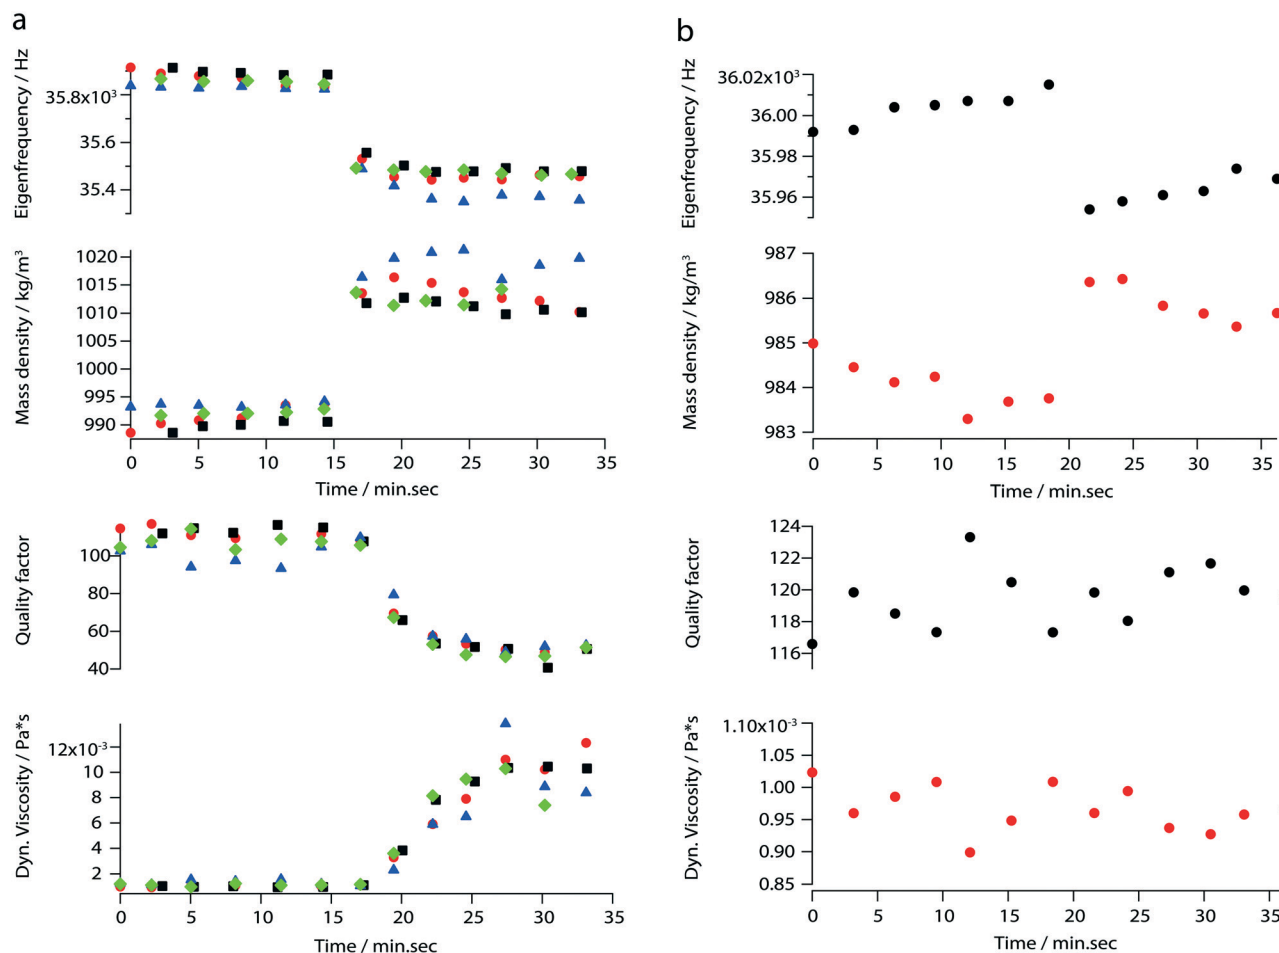 a
Eigenfrequency / Hz
35.8x10³
35.6
35.4
Mass density / kg/m³
1020
1015
1010
1005
1000
995
990
0 5 10 15 20 25 30 35
Time / min.sec
Quality factor
100
80
60
40
Dyn. Viscosity / Pa*s
12x10⁻³
10
8
6
4
2
0 5 10 15 20 25 30 35
Time / min.sec
b
Eigenfrequency / Hz
36.02x10³
36.00
35.98
35.96
Mass density / kg/m³
987
986
985
984
983
0 5 10 15 20 25 30 35
Time / min.sec
Quality factor
124
122
120
118
116
Dyn. Viscosity / Pa*s
1.10x10⁻³
1.05
1.00
0.95
0.90
0.85
0 5 10 15 20 25 30 35
Time / min.sec